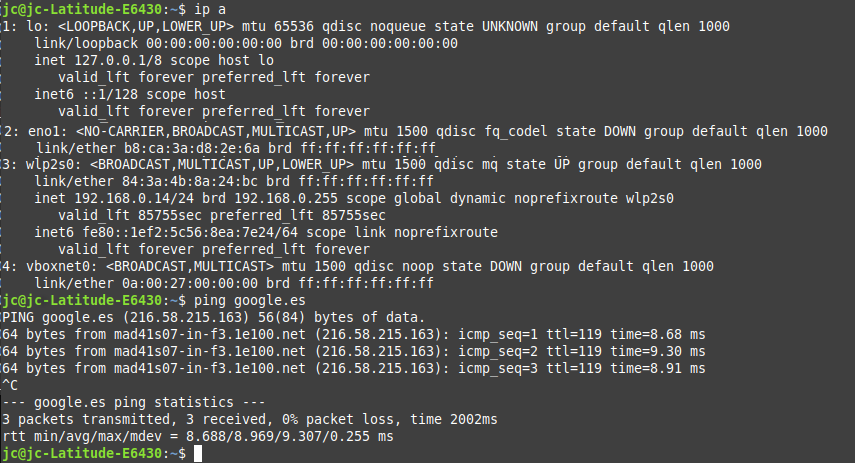 jc@jc-Latitude-E6430:~$ ip a
1: lo: <LOOPBACK,UP,LOWER_UP> mtu 65536 qdisc noqueue state UNKNOWN group default qlen 1000
    link/loopback 00:00:00:00:00:00 brd 00:00:00:00:00:00
    inet 127.0.0.1/8 scope host lo
       valid_lft forever preferred_lft forever
    inet6 ::1/128 scope host
       valid_lft forever preferred_lft forever
2: eno1: <NO-CARRIER,BROADCAST,MULTICAST,UP> mtu 1500 qdisc fq_codel state DOWN group default qlen 1000
    link/ether b8:ca:3a:d8:2e:6a brd ff:ff:ff:ff:ff:ff
3: wlp2s0: <BROADCAST,MULTICAST,UP,LOWER_UP> mtu 1500 qdisc mq state UP group default qlen 1000
    link/ether 84:3a:4b:8a:24:bc brd ff:ff:ff:ff:ff:ff
    inet 192.168.0.14/24 brd 192.168.0.255 scope global dynamic noprefixroute wlp2s0
       valid_lft 85755sec preferred_lft 85755sec
    inet6 fe80::1ef2:5c56:8ea:7e24/64 scope link noprefixroute
       valid_lft forever preferred_lft forever
4: vboxnet0: <BROADCAST,MULTICAST> mtu 1500 qdisc noop state DOWN group default qlen 1000
    link/ether 0a:00:27:00:00:00 brd ff:ff:ff:ff:ff:ff
jc@jc-Latitude-E6430:~$ ping google.es
PING google.es (216.58.215.163) 56(84) bytes of data.
64 bytes from mad41s07-in-f3.1e100.net (216.58.215.163): icmp_seq=1 ttl=119 time=8.68 ms
64 bytes from mad41s07-in-f3.1e100.net (216.58.215.163): icmp_seq=2 ttl=119 time=9.30 ms
64 bytes from mad41s07-in-f3.1e100.net (216.58.215.163): icmp_seq=3 ttl=119 time=8.91 ms
^C
--- google.es ping statistics ---
3 packets transmitted, 3 received, 0% packet loss, time 2002ms
rtt min/avg/max/mdev = 8.688/8.969/9.307/0.255 ms
jc@jc-Latitude-E6430:~$